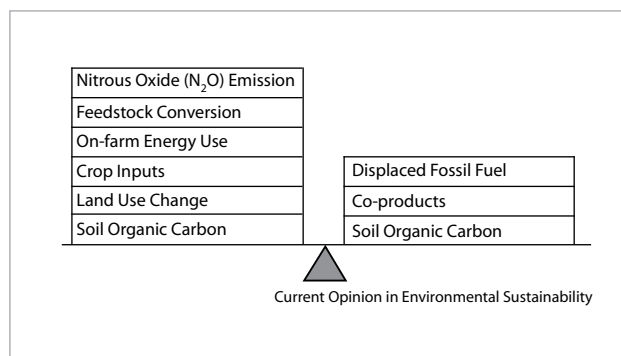 Nitrous Oxide (N₂O) Emission
Feedstock Conversion
On-farm Energy Use
Crop Inputs
Land Use Change
Soil Organic Carbon
Displaced Fossil Fuel
Co-products
Soil Organic Carbon
Current Opinion in Environmental Sustainability